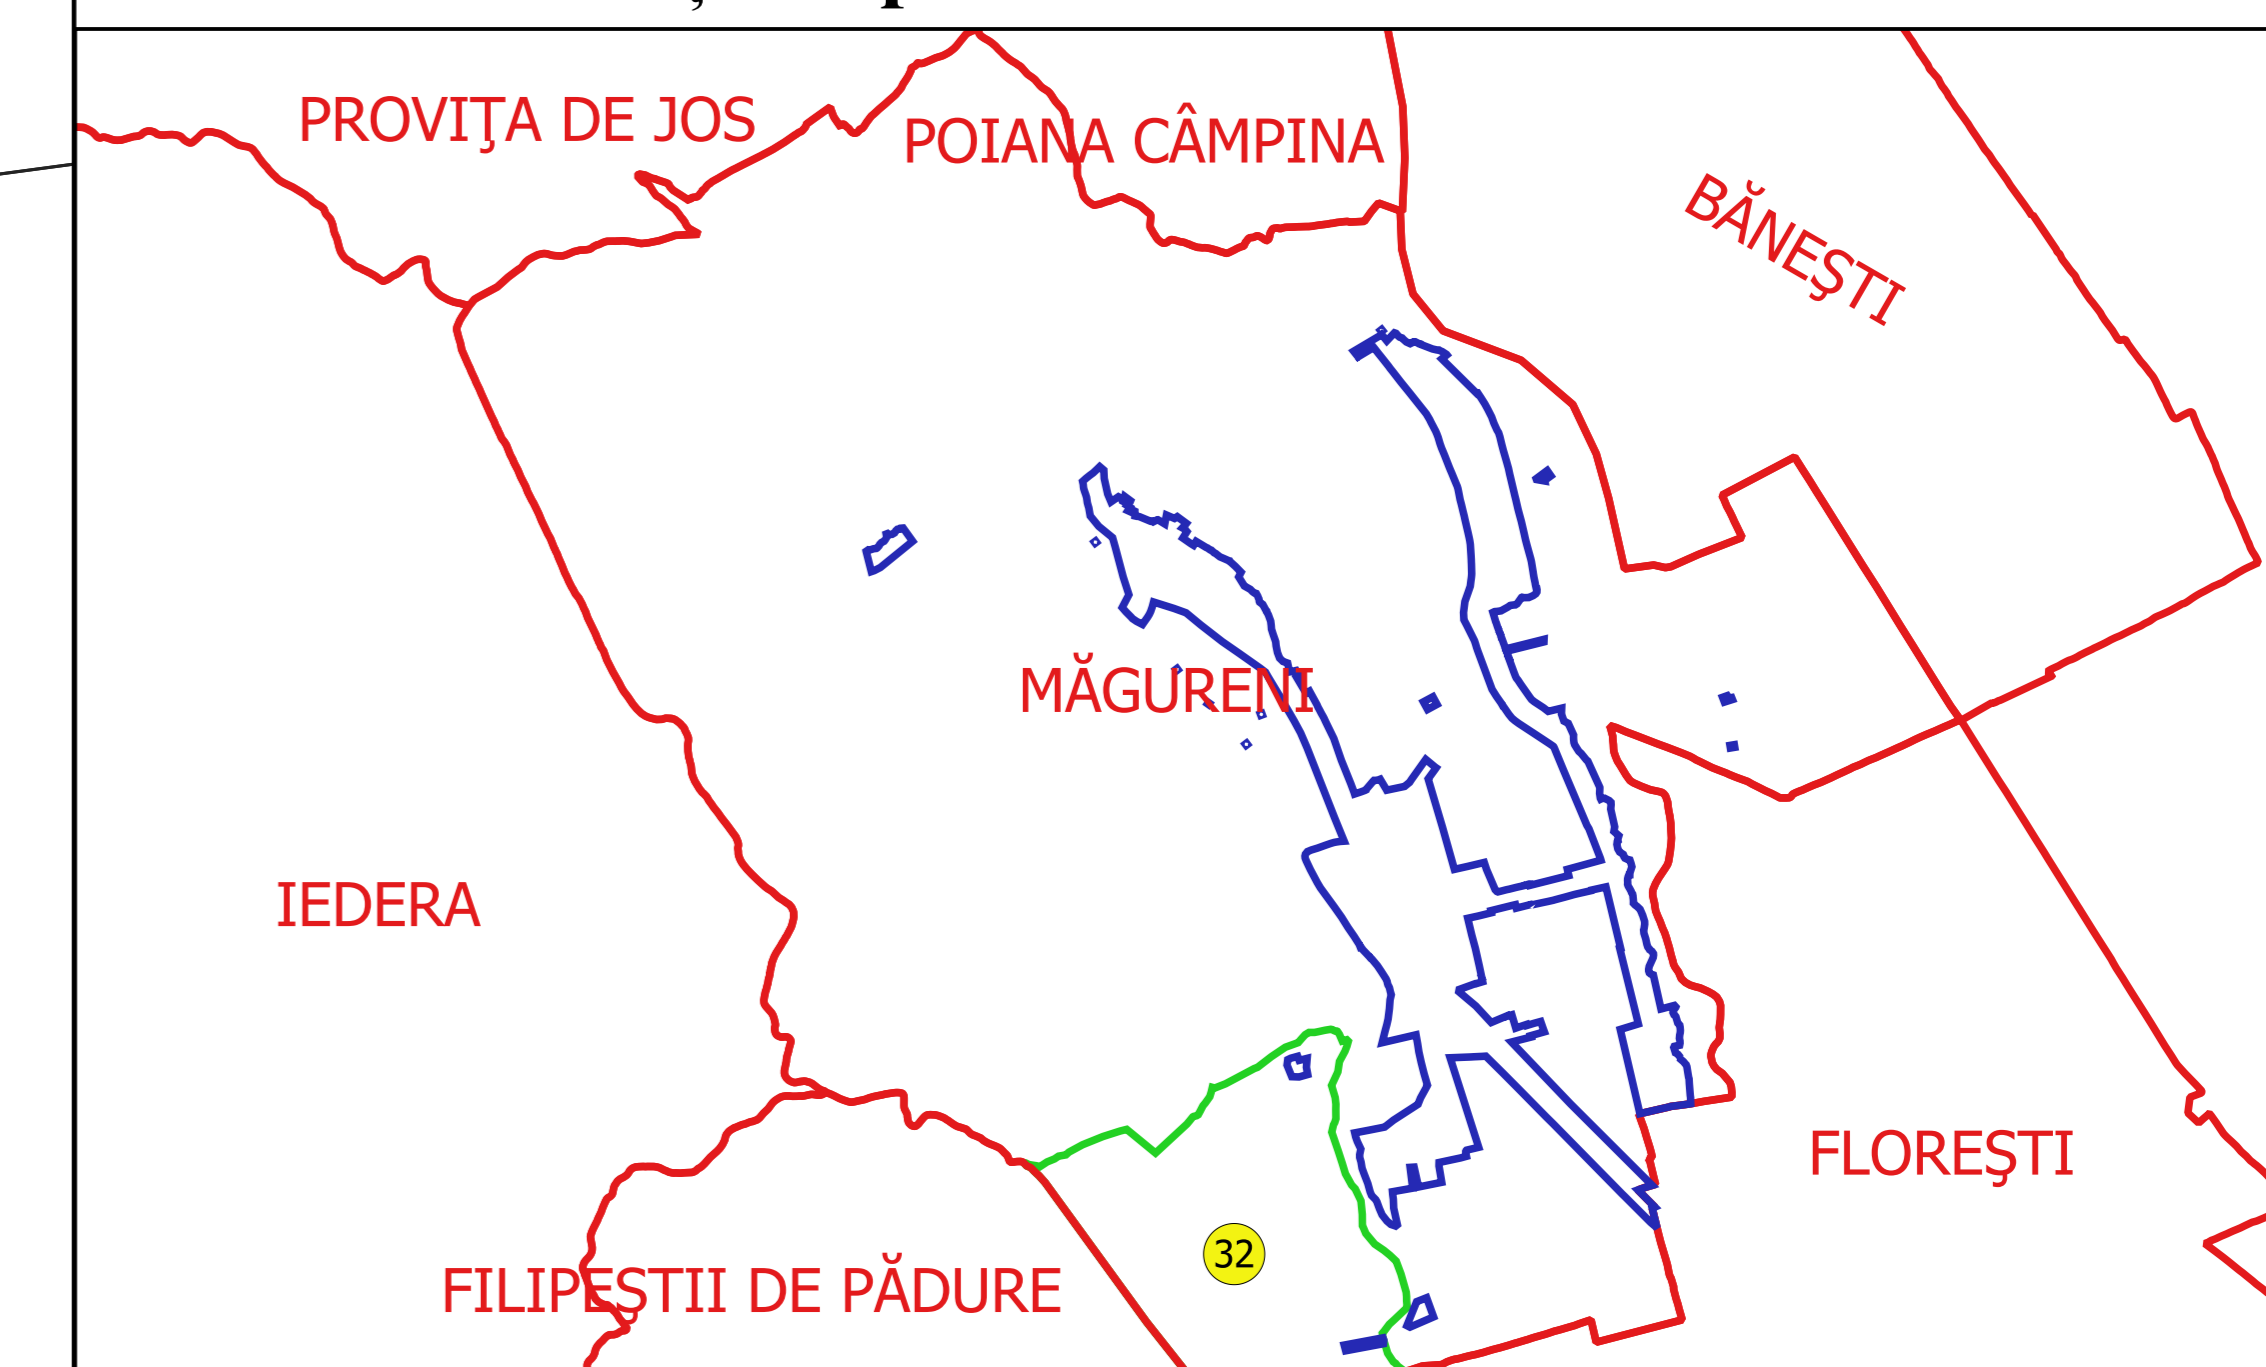 PROVIŢA DE JOS
POIANA CÂMPINA
BĂNEŞTI
MĂGURENI
IEDERA
FLOREŞTI
32
FILIPEŞTII DE PĂDURE